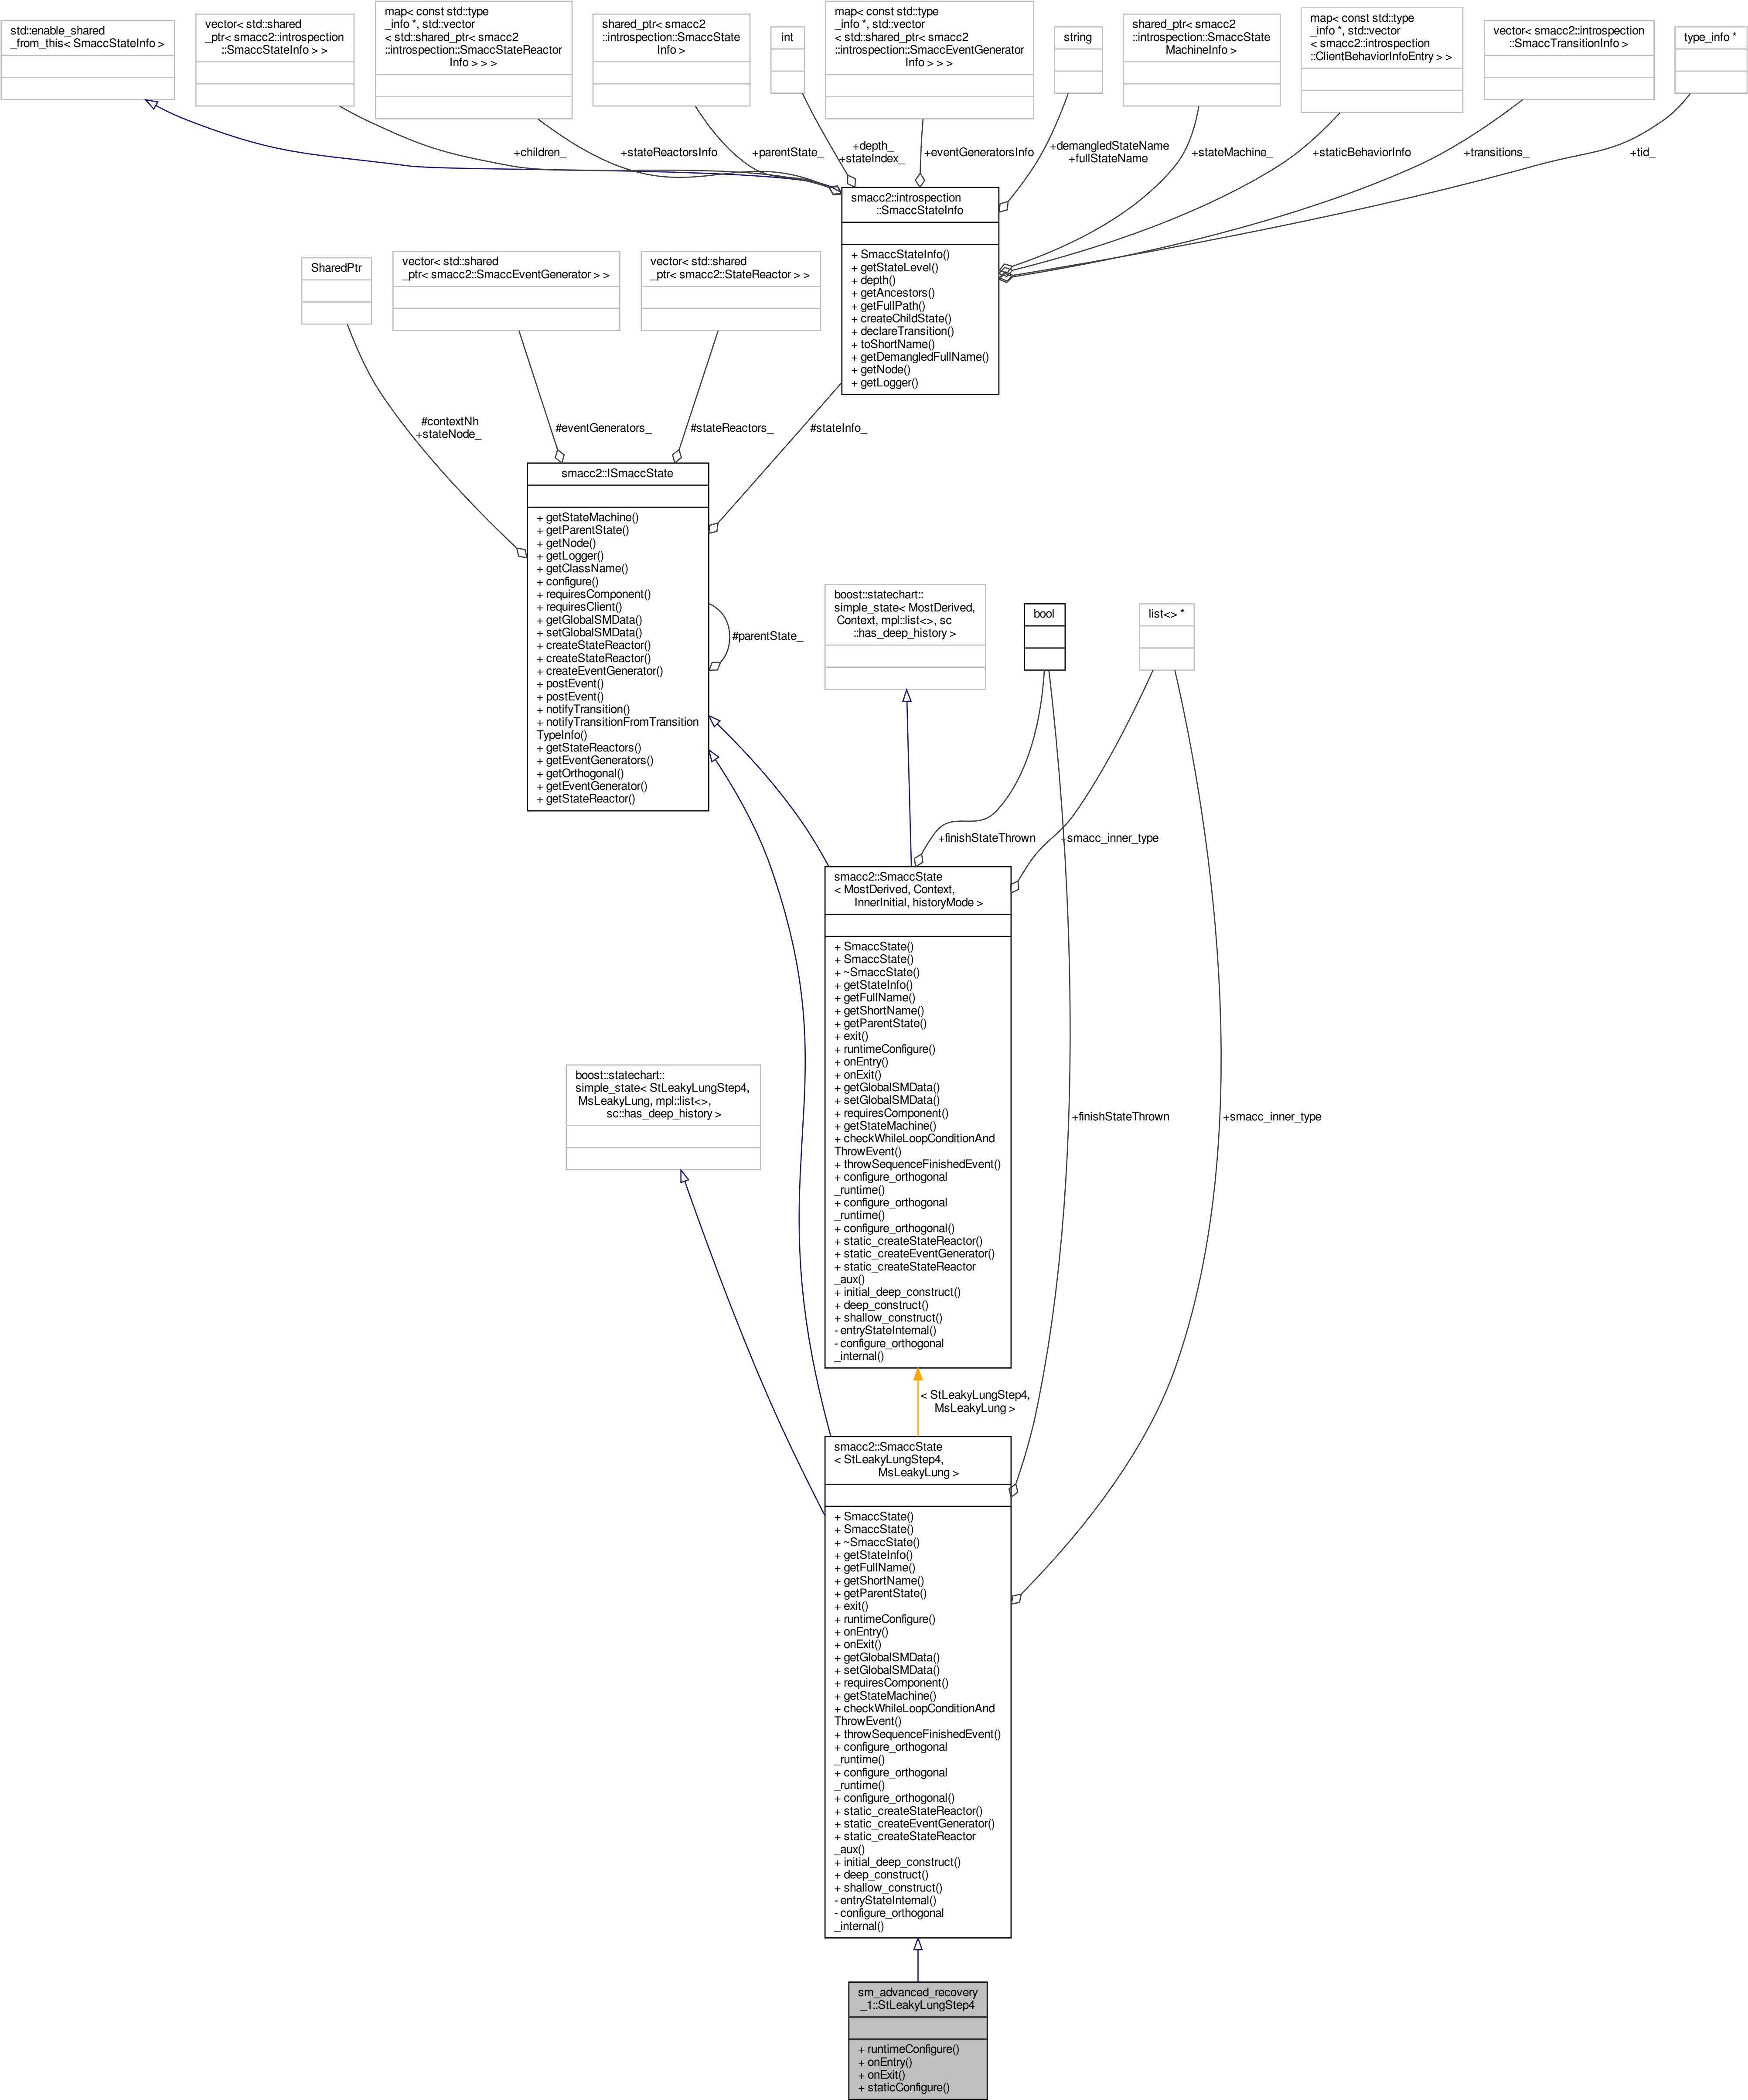 std::enable_shared
_from_this< SmaccStateInfo >
vector< std::shared
_ptr< smacc2::introspection
::SmaccStateInfo > >
map< const std::type
_info *, std::vector
< std::shared_ptr< smacc2
::introspection::SmaccStateReactor
Info > > >
shared_ptr< smacc2
::introspection::SmaccState
Info >
int
map< const std::type
_info *, std::vector
< std::shared_ptr< smacc2
::introspection::SmaccEventGenerator
Info > > >
string
shared_ptr< smacc2
::introspection::SmaccState
MachineInfo >
map< const std::type
_info *, std::vector
< smacc2::introspection
::ClientBehaviorInfoEntry > >
vector< smacc2::introspection
::SmaccTransitionInfo >
type_info *
+children_
+stateReactorsInfo
+parentState_
+depth_
+stateIndex_
+eventGeneratorsInfo
+demangledStateName
+fullStateName
+stateMachine_
+staticBehaviorInfo
+transitions_
+tid_
smacc2::introspection
::SmaccStateInfo
+ SmaccStateInfo()
+ getStateLevel()
+ depth()
+ getAncestors()
+ getFullPath()
+ createChildState()
+ declareTransition()
+ toShortName()
+ getDemangledFullName()
+ getNode()
+ getLogger()
SharedPtr
vector< std::shared
_ptr< smacc2::SmaccEventGenerator > >
vector< std::shared
_ptr< smacc2::StateReactor > >
#contextNh
+stateNode_
#eventGenerators_
#stateReactors_
#stateInfo_
smacc2::ISmaccState
+ getStateMachine()
+ getParentState()
+ getNode()
+ getLogger()
+ getClassName()
+ configure()
+ requiresComponent()
+ requiresClient()
+ getGlobalSMData()
+ setGlobalSMData()
+ createStateReactor()
+ createStateReactor()
+ createEventGenerator()
+ postEvent()
+ postEvent()
+ notifyTransition()
+ notifyTransitionFromTransition
TypeInfo()
+ getStateReactors()
+ getEventGenerators()
+ getOrthogonal()
+ getEventGenerator()
+ getStateReactor()
#parentState_
boost::statechart::
simple_state< MostDerived,
Context, mpl::list<>, sc
::has_deep_history >
bool
list<> *
+finishStateThrown
+smacc_inner_type
smacc2::SmaccState
< MostDerived, Context,
InnerInitial, historyMode >
+ SmaccState()
+ SmaccState()
+ ~SmaccState()
+ getStateInfo()
+ getFullName()
+ getShortName()
+ getParentState()
+ exit()
+ runtimeConfigure()
+ onEntry()
+ onExit()
+ getGlobalSMData()
+ setGlobalSMData()
+ requiresComponent()
+ getStateMachine()
+ checkWhileLoopConditionAnd
ThrowEvent()
+ throwSequenceFinishedEvent()
+ configure_orthogonal
_runtime()
+ configure_orthogonal
_runtime()
+ configure_orthogonal()
+ static_createStateReactor()
+ static_createEventGenerator()
+ static_createStateReactor
_aux()
+ initial_deep_construct()
+ deep_construct()
+ shallow_construct()
- entryStateInternal()
- configure_orthogonal
_internal()
boost::statechart::
simple_state< StLeakyLungStep4,
MsLeakyLung, mpl::list<>,
sc::has_deep_history >
+finishStateThrown
+smacc_inner_type
< StLeakyLungStep4,
MsLeakyLung >
smacc2::SmaccState
< StLeakyLungStep4,
MsLeakyLung >
+ SmaccState()
+ SmaccState()
+ ~SmaccState()
+ getStateInfo()
+ getFullName()
+ getShortName()
+ getParentState()
+ exit()
+ runtimeConfigure()
+ onEntry()
+ onExit()
+ getGlobalSMData()
+ setGlobalSMData()
+ requiresComponent()
+ getStateMachine()
+ checkWhileLoopConditionAnd
ThrowEvent()
+ throwSequenceFinishedEvent()
+ configure_orthogonal
_runtime()
+ configure_orthogonal
_runtime()
+ configure_orthogonal()
+ static_createStateReactor()
+ static_createEventGenerator()
+ static_createStateReactor
_aux()
+ initial_deep_construct()
+ deep_construct()
+ shallow_construct()
- entryStateInternal()
- configure_orthogonal
_internal()
sm_advanced_recovery
_1::StLeakyLungStep4
+ runtimeConfigure()
+ onEntry()
+ onExit()
+ staticConfigure()